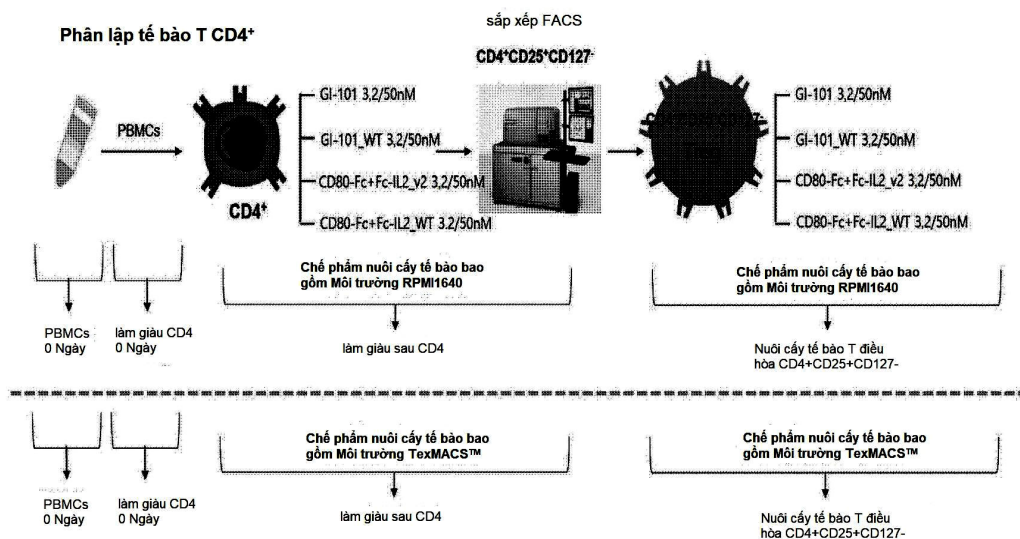 sắp xếp FACS
Phân lập tế bào T CD4⁺
CD4⁺CD25⁺CD127⁻
PBMCs
CD4⁺
GI-101 3,2/50nM
GI-101_WT 3,2/50nM
CD80-Fc+Fc-IL2_v2 3,2/50nM
CD80-Fc+Fc-IL2_WT 3,2/50nM
GI-101 3,2/50nM
GI-101_WT 3,2/50nM
CD80-Fc+Fc-IL2_v2 3,2/50nM
CD80-Fc+Fc-IL2_WT 3,2/50nM
Chế phẩm nuôi cấy tế bào bao
gồm Môi trường RPMI1640
Chế phẩm nuôi cấy tế bào bao
gồm Môi trường RPMI1640
PBMCs
0 Ngày
làm giàu CD4
0 Ngày
làm giàu sau CD4
Nuôi cấy tế bào T điều
hòa CD4+CD25+CD127-
Chế phẩm nuôi cấy tế bào bao
gồm Môi trường TexMACS™
Chế phẩm nuôi cấy tế bào bao
gồm Môi trường TexMACS™
PBMCs
0 Ngày
làm giàu CD4
0 Ngày
làm giàu sau CD4
Nuôi cấy tế bào T điều
hòa CD4+CD25+CD127-